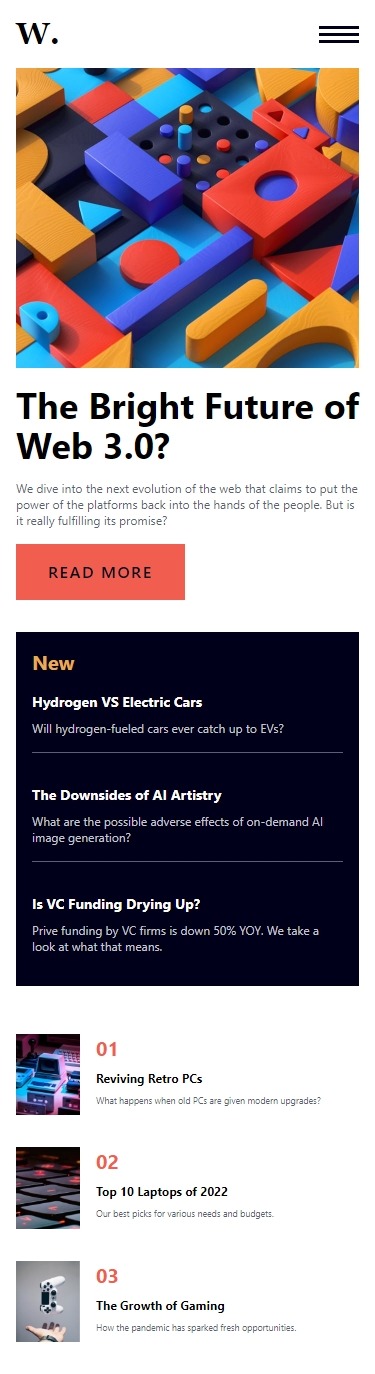 W.
The Bright Future of
Web 3.0?
We dive into the next evolution of the web that claims to put the
power of the platforms back into the hands of the people. But is
it really fulfilling its promise?
READ MORE
New
Hydrogen VS Electric Cars
Will hydrogen-fueled cars ever catch up to EVs?
The Downsides of AI Artistry
What are the possible adverse effects of on-demand AI
image generation?
Is VC Funding Drying Up?
Prive funding by VC firms is down 50% YOY. We take a
look at what that means.
01
Reviving Retro PCs
What happens when old PCs are given modern upgrades?
02
Top 10 Laptops of 2022
Our best picks for various needs and budgets.
03
The Growth of Gaming
How the pandemic has sparked fresh opportunities.